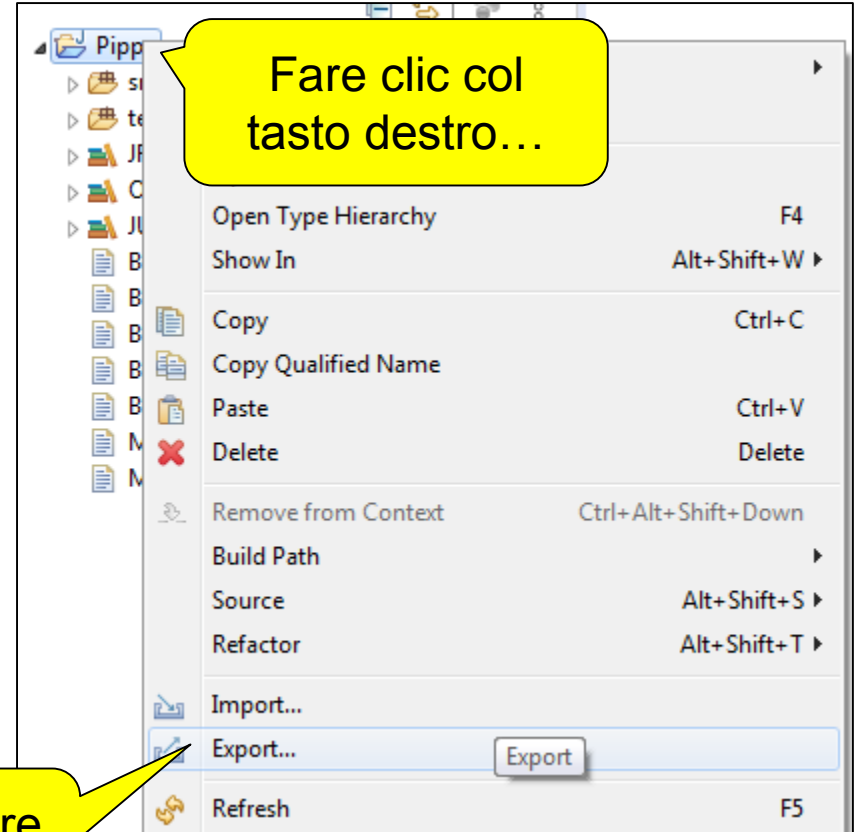 Pipp
Fare clic col
tasto destro…
Open Type Hierarchy F4
Show In Alt+Shift+W
B
B
Copy Ctrl+C
B
Copy Qualified Name
B
Paste Ctrl+V
B
Delete Delete
M
M
Remove from Context Ctrl+Alt+Shift+Down
Build Path
Source Alt+Shift+S
Refactor Alt+Shift+T
Import...
Export... Export
Refresh F5
re